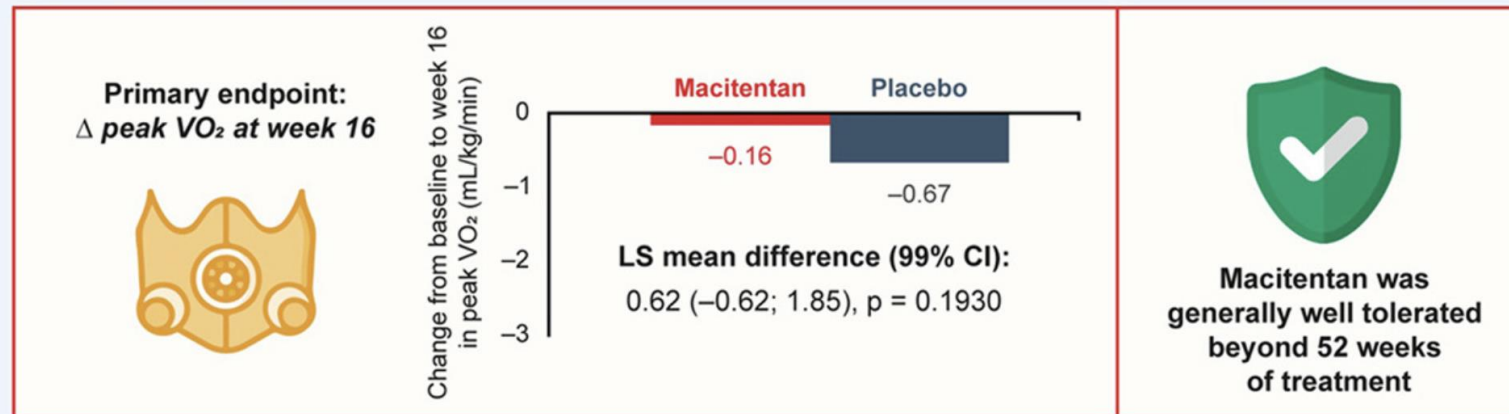 Primary endpoint:
Δ peak VO₂ at week 16
Change from baseline to week 16
in peak VO₂ (mL/kg/min)
Macitentan
Placebo
0
–1
–2
–3
–0.16
–0.67
LS mean difference (99% CI):
0.62 (–0.62; 1.85), p = 0.1930
Macitentan was
generally well tolerated
beyond 52 weeks
of treatment